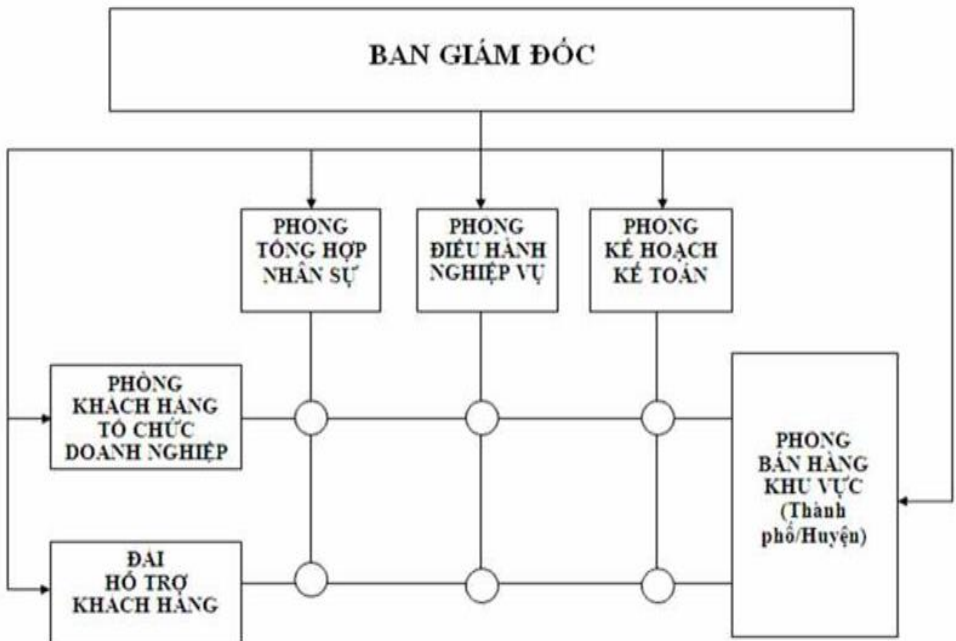 BAN GIÁM ĐỐC
PHÒNG
TỔNG HỢP
NHÂN SỰ
PHÒNG
ĐIỀU HÀNH
NGHIỆP VỤ
PHÒNG
KẾ HOẠCH
KẾ TOÁN
PHÒNG
KHÁCH HÀNG
TỔ CHỨC
DOANH NGHIỆP
PHÒNG
BÁN HÀNG
KHU VỰC
(Thành
phố/Huyện)
ĐÀI
HỖ TRỢ
KHÁCH HÀNG